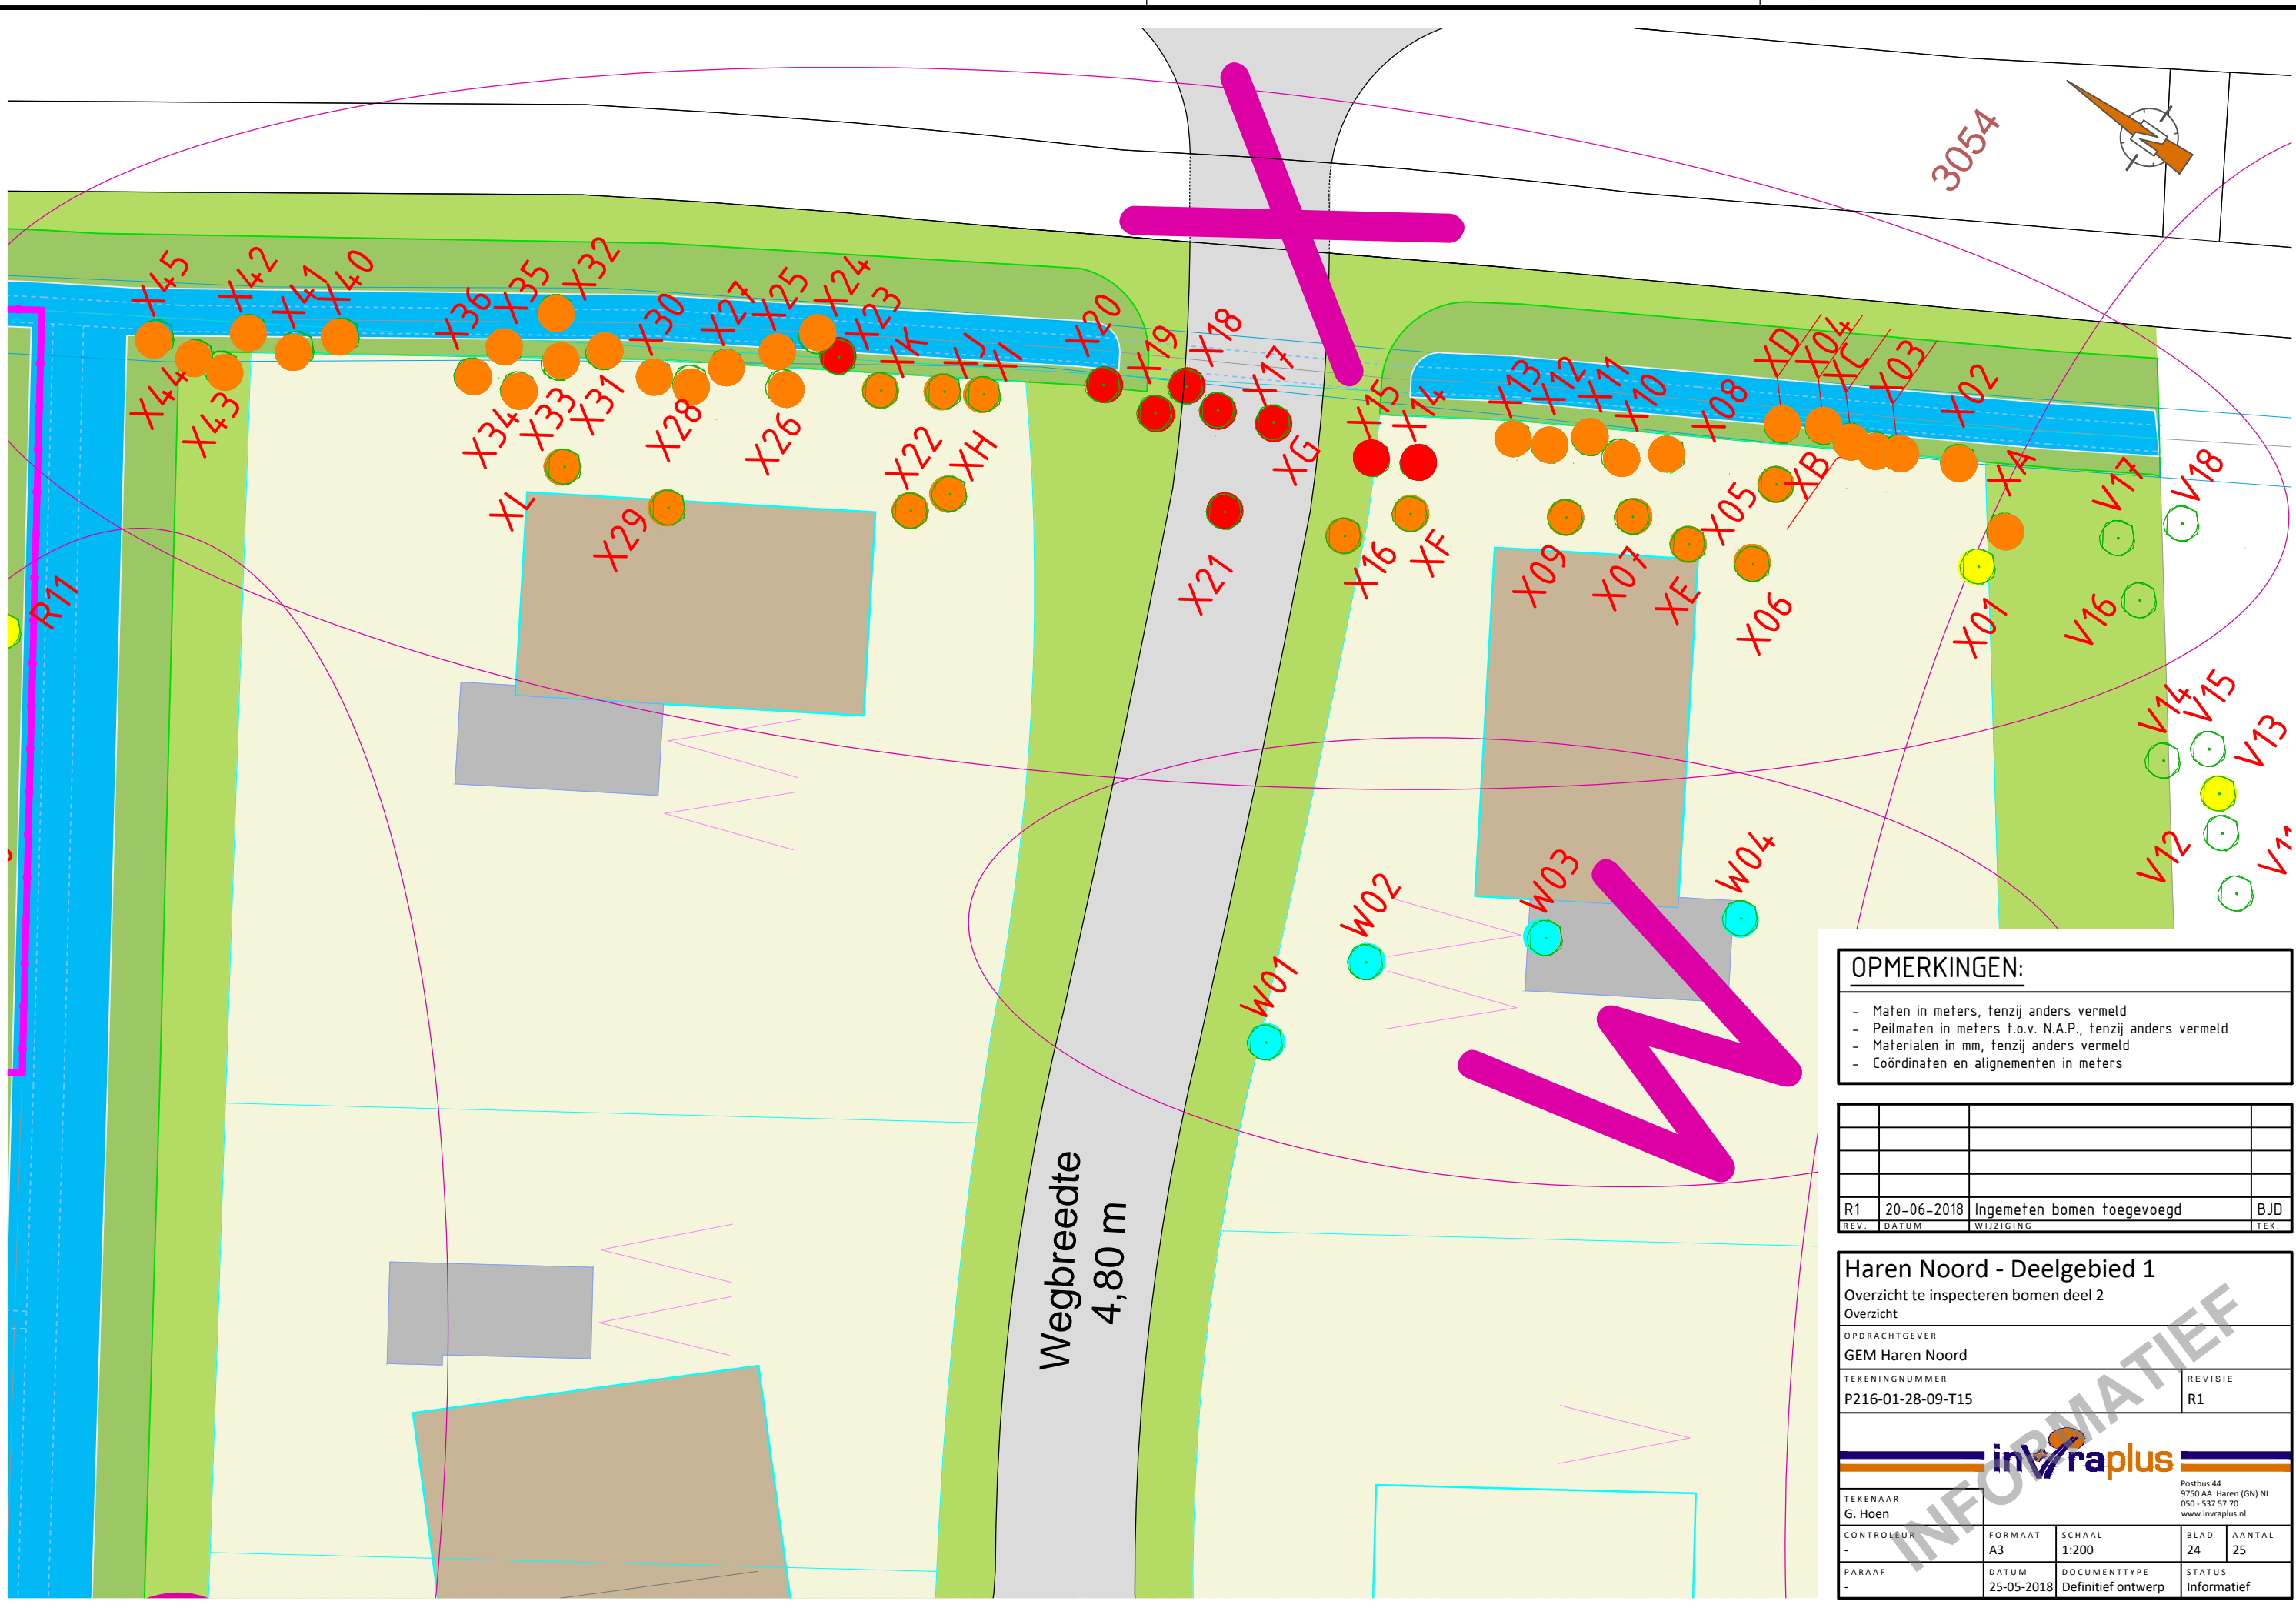 3054
N
X45
X42
X41
X40
X36
X35
X32
X30
X27
X25
X24
X23
XK
XJ
XI
X20
X19
X18
X17
X15
X14
X13
X12
X11
X10
X08
XD
X04
XC
X03
X02
XA
V17
V18
X44
X43
X34
X33
X31
X28
X26
X22
XH
XG
XL
X29
X21
X16
XF
X09
X07
XE
X05
X06
XB
X01
V16
R11
V14
V15
V13
V12
V11
W01
W02
W03
W04
X
W
Wegbreedte
4,80 m
OPMERKINGEN:
- Maten in meters, tenzij anders vermeld
- Peilmaten in meters t.o.v. N.A.P., tenzij anders vermeld
- Materialen in mm, tenzij anders vermeld
- Coördinaten en alignementen in meters
R1 20-06-2018 Ingemeten bomen toegevoegd BJD
REV. DATUM WIJZIGING TEK.
Haren Noord - Deelgebied 1
Overzicht te inspecteren bomen deel 2
Overzicht
OPDRACHTGEVER
GEM Haren Noord
TEKENINGNUMMER REVISIE
P216-01-28-09-T15 R1
invraplus
Postbus 44
9750 AA Haren (GN) NL
050 - 537 57 70
www.invraplus.nl
TEKENAAR
G. Hoen
CONTROLEUR FORMAAT SCHAAL BLAD AANTAL
- A3 1:200 24 25
PARAAF DATUM DOCUMENTTYPE STATUS
- 25-05-2018 Definitief ontwerp Informatief
INFORMATIEF